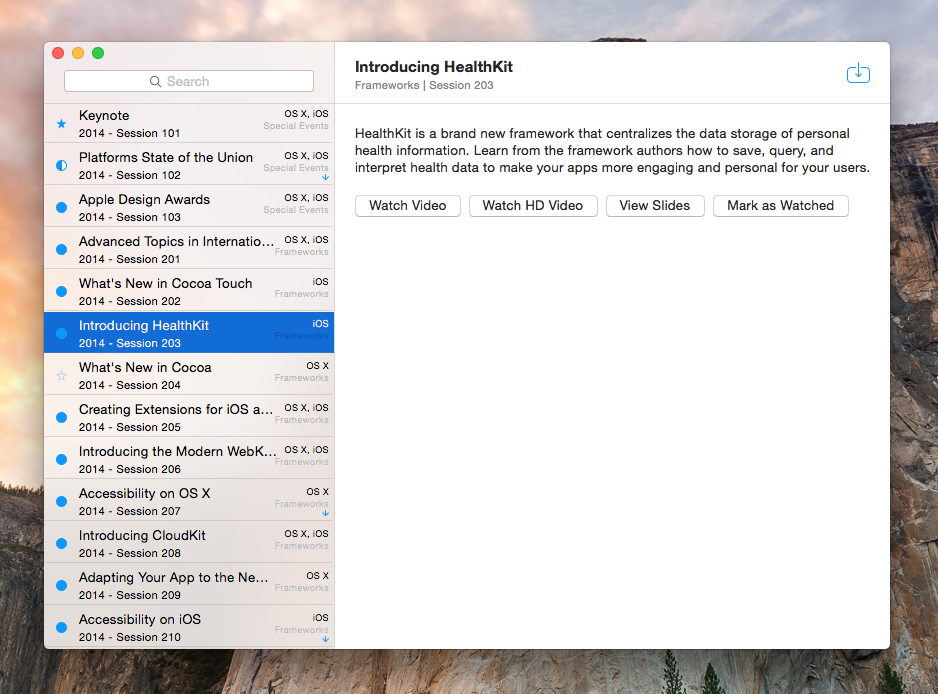 Search
Keynote
OS X, iOS
2014 - Session 101
Special Events
Platforms State of the Union
OS X, iOS
2014 - Session 102
Special Events
Apple Design Awards
OS X, iOS
2014 - Session 103
Special Events
Advanced Topics in Internatio...
OS X, iOS
2014 - Session 201
Frameworks
What's New in Cocoa Touch
iOS
2014 - Session 202
Frameworks
Introducing HealthKit
iOS
2014 - Session 203
Frameworks
What's New in Cocoa
OS X
2014 - Session 204
Frameworks
Creating Extensions for iOS a...
OS X, iOS
2014 - Session 205
Frameworks
Introducing the Modern WebK...
OS X, iOS
2014 - Session 206
Frameworks
Accessibility on OS X
OS X
2014 - Session 207
Frameworks
Introducing CloudKit
OS X, iOS
2014 - Session 208
Frameworks
Adapting Your App to the Ne...
OS X
2014 - Session 209
Frameworks
Accessibility on iOS
iOS
2014 - Session 210
Frameworks
Introducing HealthKit
Frameworks | Session 203
HealthKit is a brand new framework that centralizes the data storage of personal
health information. Learn from the framework authors how to save, query, and
interpret health data to make your apps more engaging and personal for your users.
Watch Video
Watch HD Video
View Slides
Mark as Watched